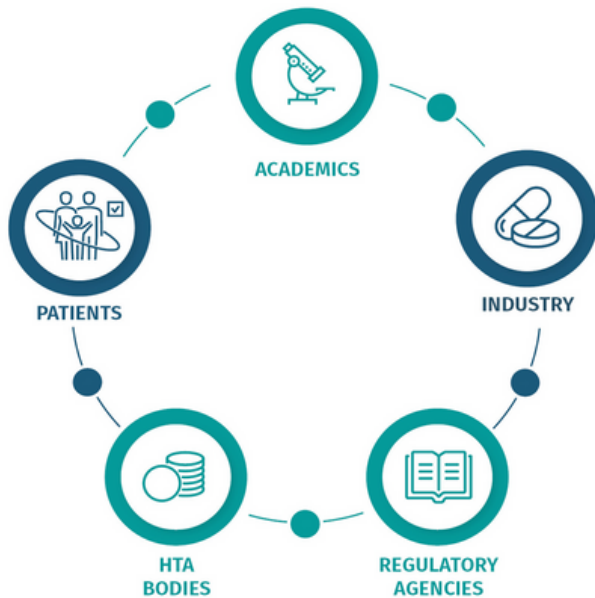 ACADEMICS
PATIENTS
INDUSTRY
HTA
BODIES
REGULATORY
AGENCIES